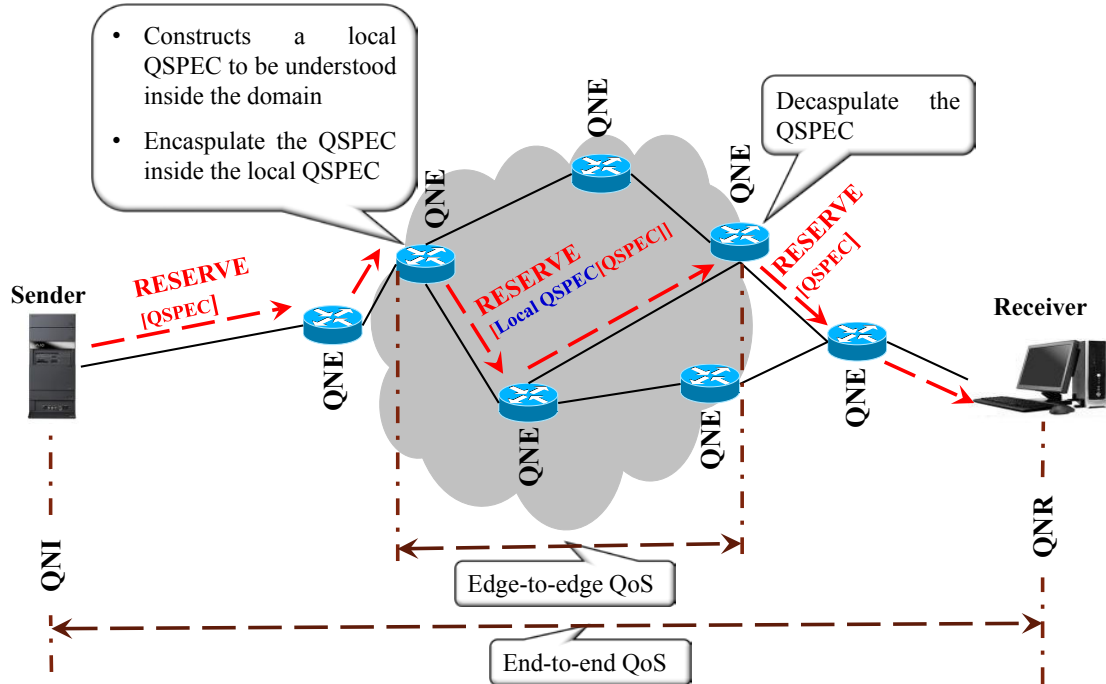 • Constructs a local
QSPEC to be understood
inside the domain
• Encaspulate the QSPEC
inside the local QSPEC
QNE
QNE
Decaspulate the
QSPEC
QNE
RESERVE
[QSPEC]
RESERVE
[Local QSPEC[QSPEC]]
RESERVE
[QSPEC]
Sender
Receiver
QNE
QNE
QNE
QNE
QNI
QNR
Edge-to-edge QoS
End-to-end QoS